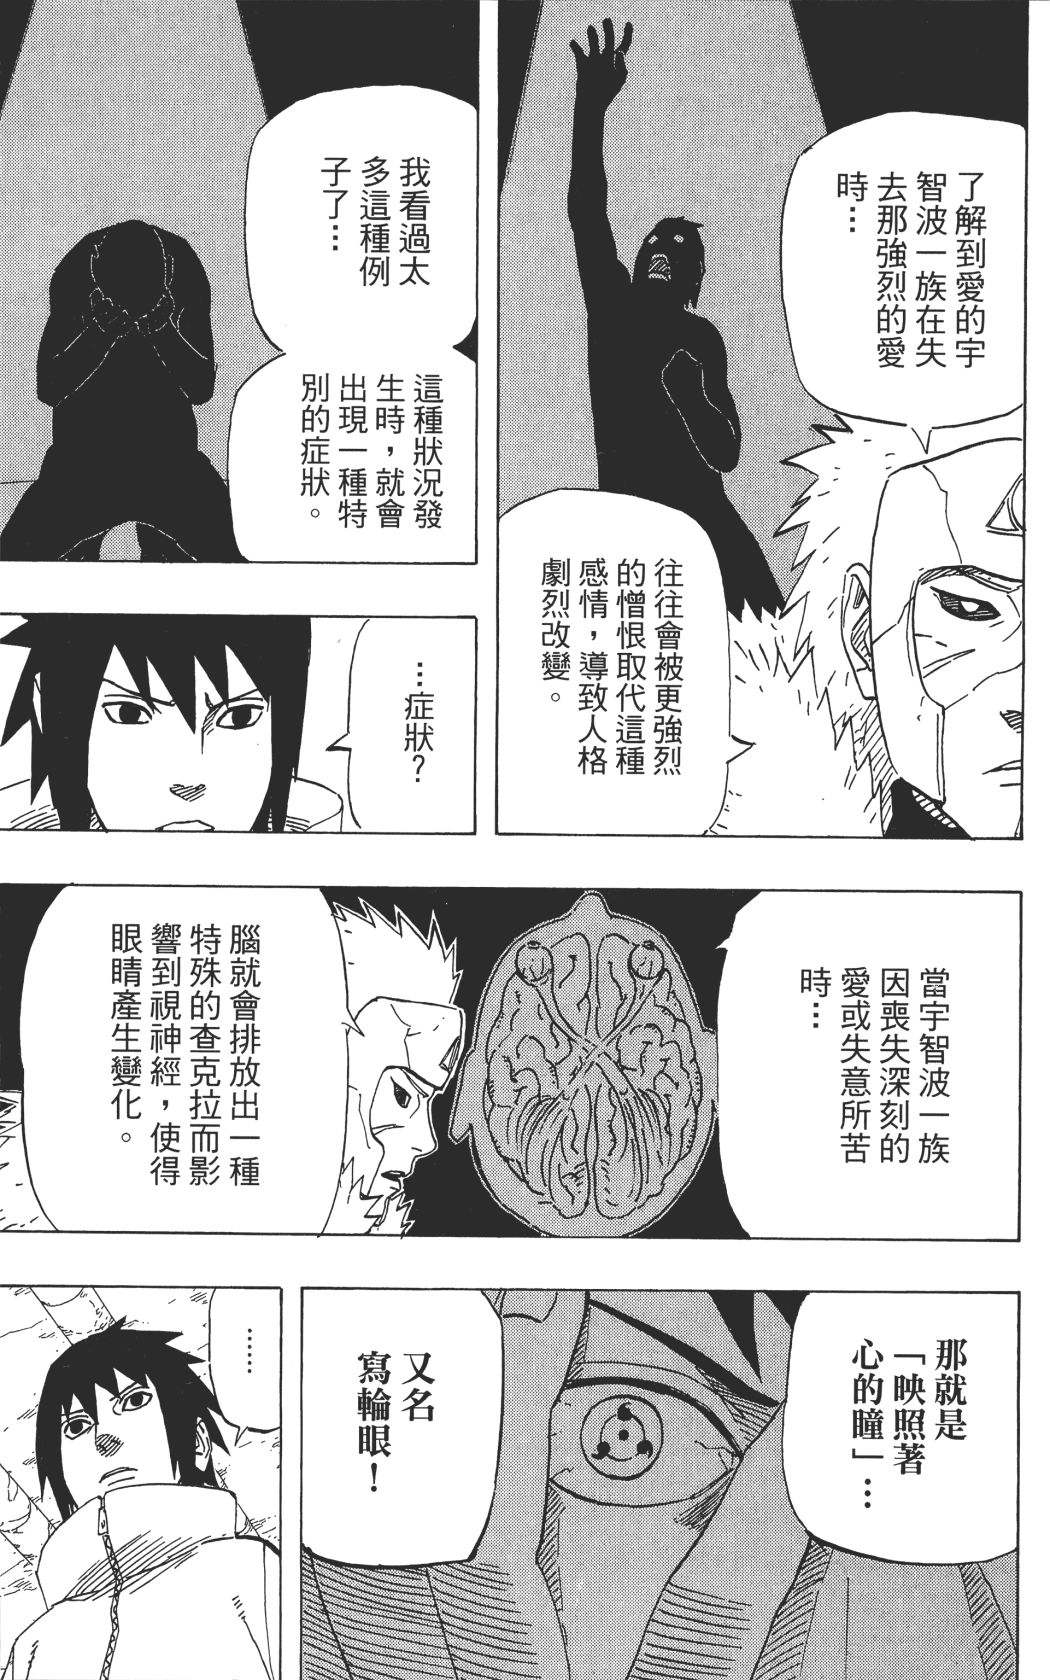 了解到愛的宇
智波一族在失
去那強烈的愛
時…
往往會被更強烈
的憎恨取代這種
感情，導致人格
劇烈改變。
我看過太
多這種例
子了…
這種狀況發
生時，就會
出現一種特
別的症狀。
…症狀？
當宇智波一族
因喪失深刻的
愛或失意所苦
時…
腦就會排放出一種
特殊的查克拉而影
響到視神經，使得
眼睛產生變化。
那就是
「映照著
心的瞳」…
又名
寫輪眼！
……